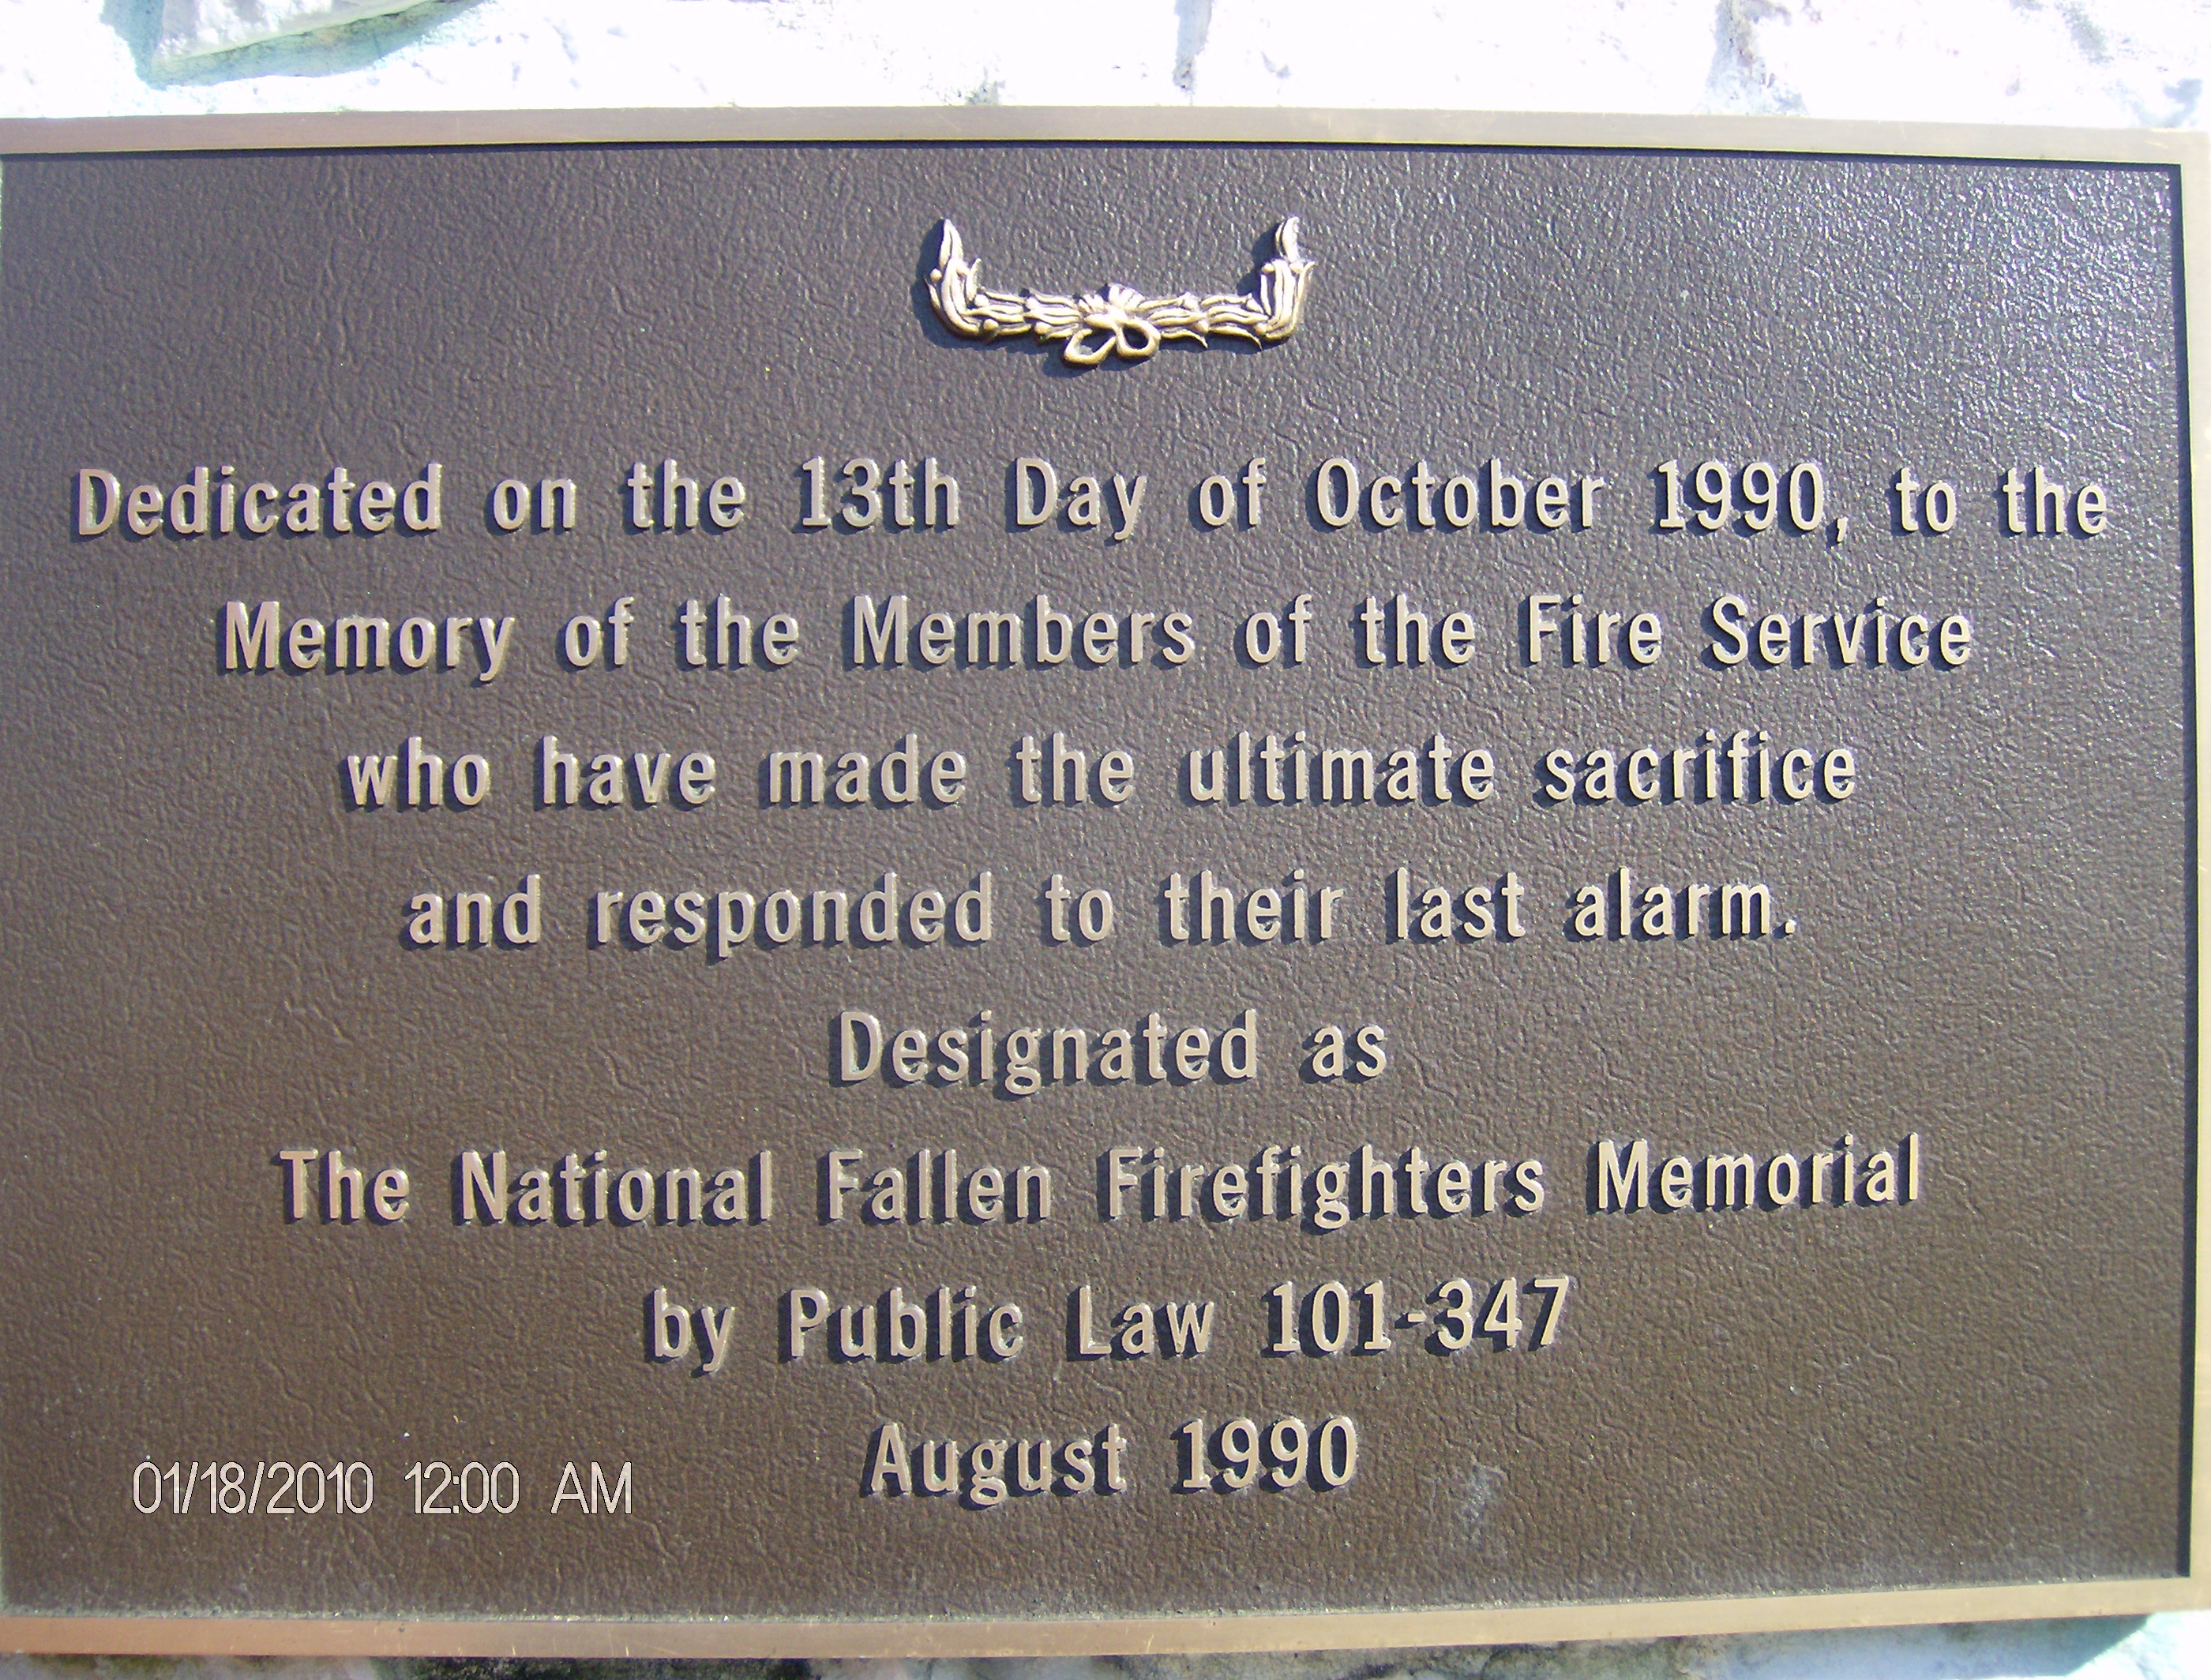 Dedicated on the 13th Day of October 1990, to the
Memory of the Members of the Fire Service
who have made the ultimate sacrifice
and responded to their last alarm.
Designated as
The National Fallen Firefighters Memorial
by Public Law 101-347
August 1990
01/18/2010 12:00 AM